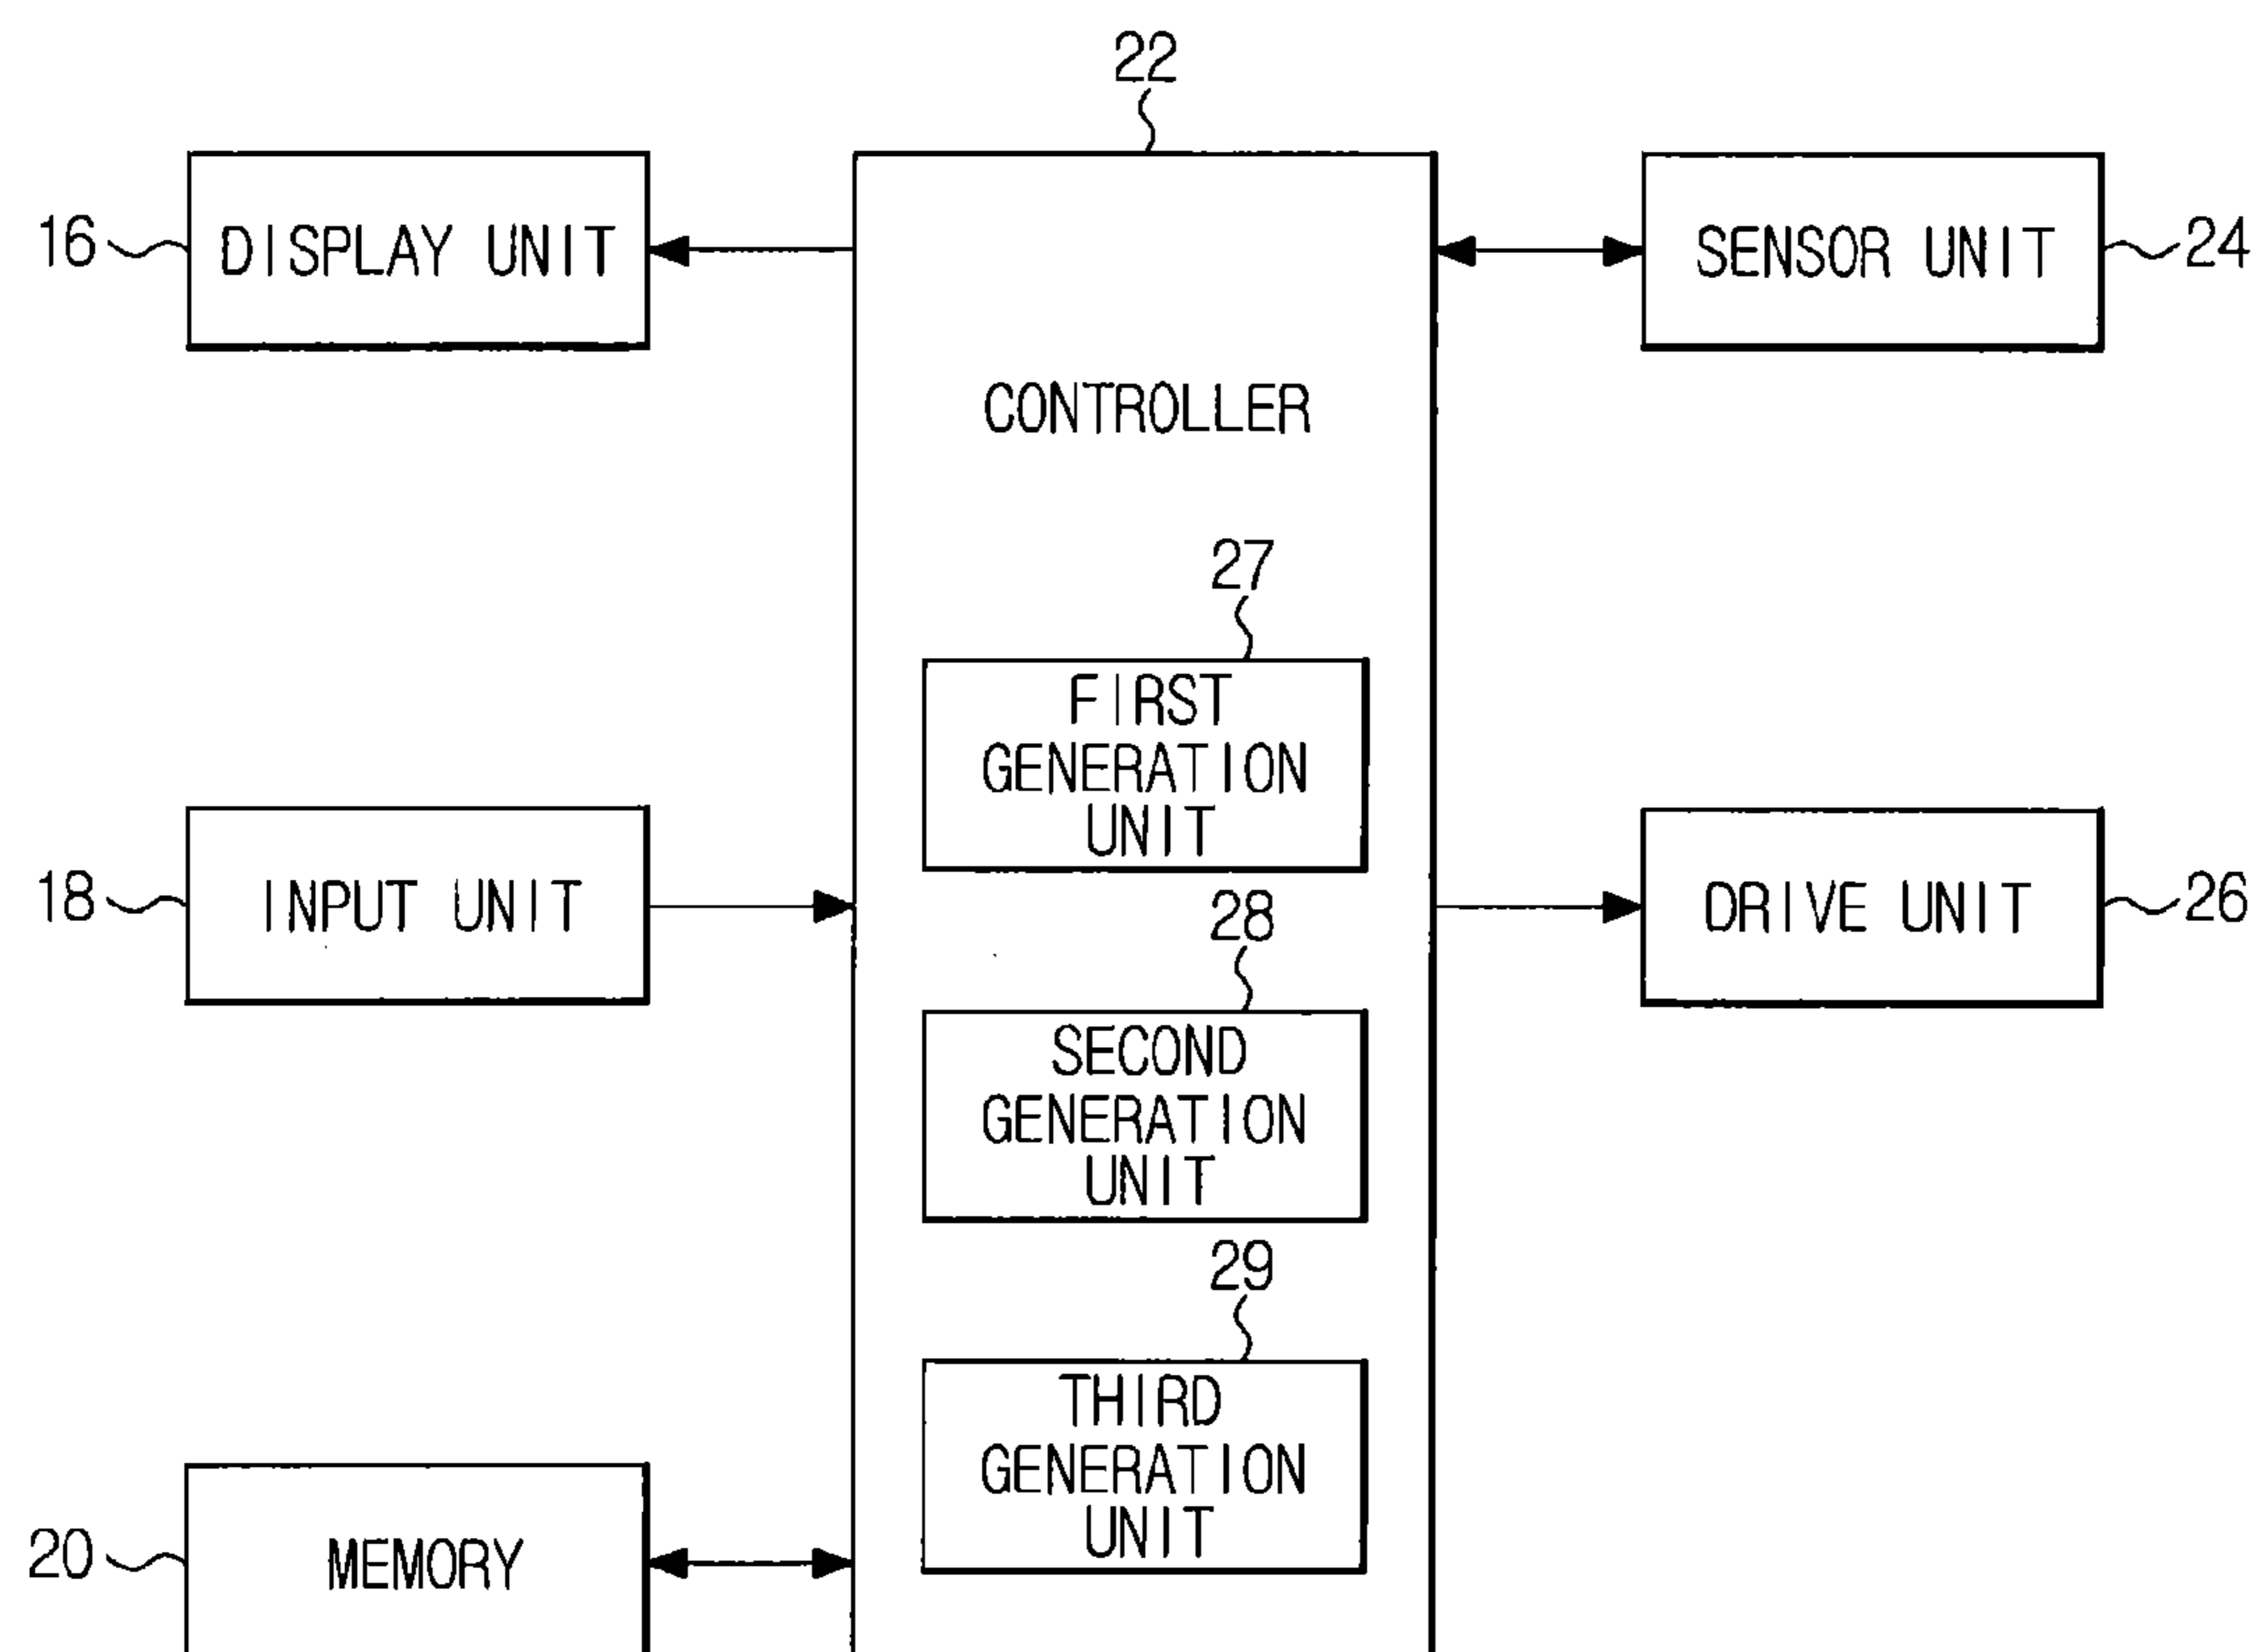 22
16
DISPLAY UNIT
SENSOR UNIT
24
CONTROLLER
27
FIRST
GENERATION
UNIT
18
INPUT UNIT
28
DRIVE UNIT
26
SECOND
GENERATION
UNIT
29
THIRD
GENERATION
UNIT
20
MEMORY